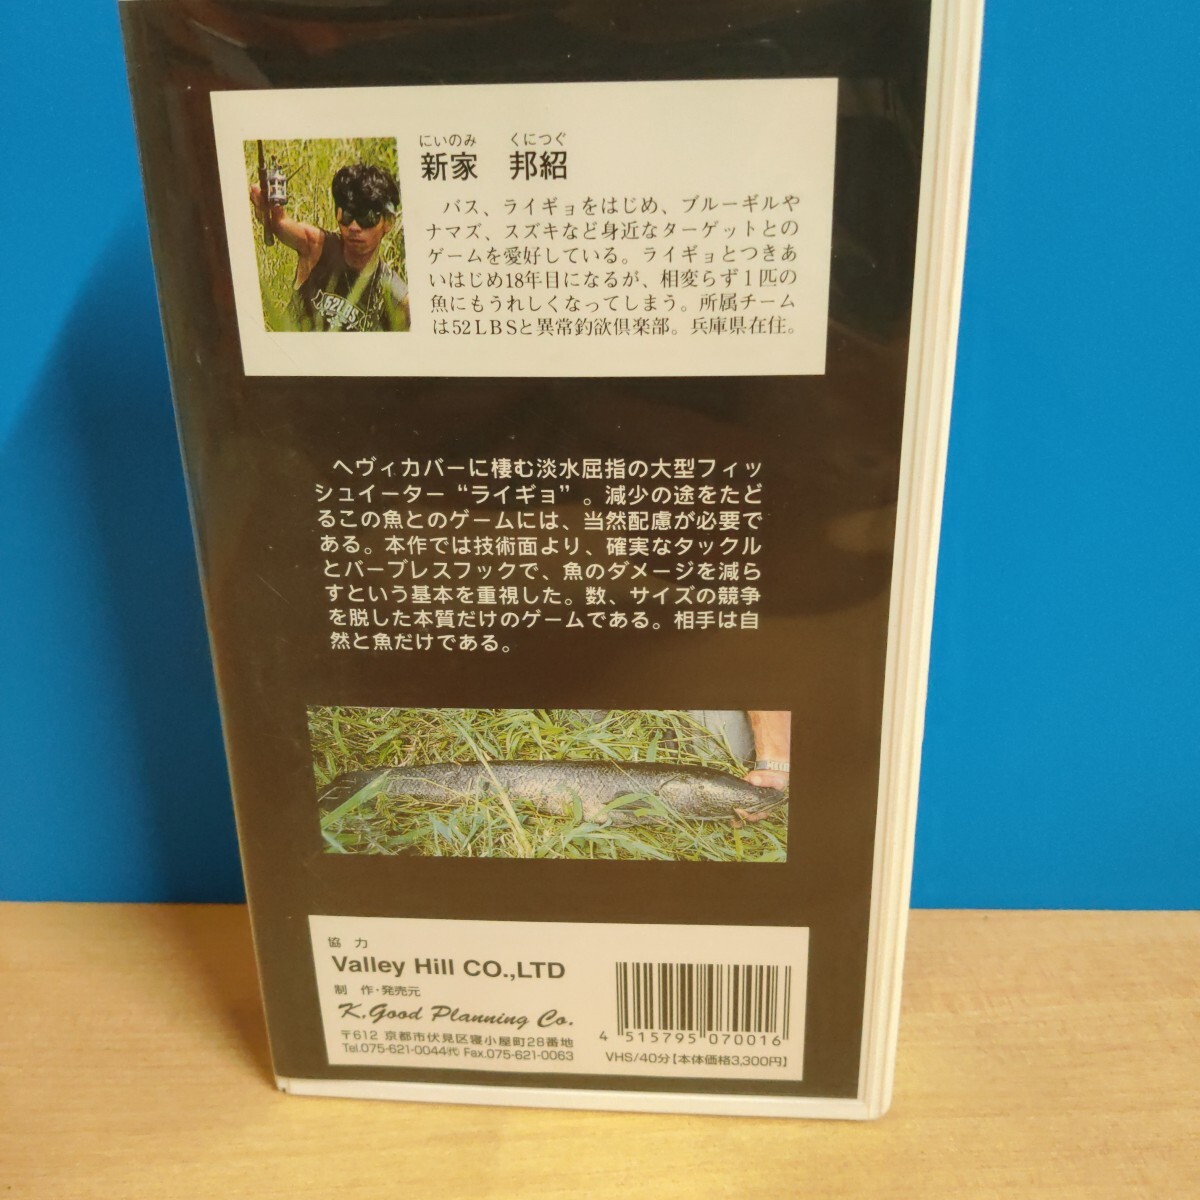 にいのみ　くにつぐ
新家　邦紹
バス、ライギョをはじめ、ブルーギルや
ナマズ、スズキなど身近なターゲットとの
ゲームを愛好している。ライギョとつきあ
いはじめ18年目になるが、相変らず1匹の
魚にもうれしくなってしまう。所属チーム
は52LBSと異常釣欲倶楽部。兵庫県在住。
52LBS
ヘヴィカバーに棲む淡水屈指の大型フィッ
シュイーター“ライギョ”。減少の途をたど
るこの魚とのゲームには、当然配慮が必要で
ある。本作では技術面より、確実なタックル
とバーブレスフックで、魚のダメージを減ら
すという基本を重視した。数、サイズの競争
を脱した本質だけのゲームである。相手は自
然と魚だけである。
協　力
Valley Hill CO.,LTD
制　作・発売元
K,Good Planning Co.
〒612 京都市伏見区寝小屋町28番地
Tel.075-621-0044㈹ Fax.075-621-0063
4 515795 070016
VHS/40分【本体価格3,300円】